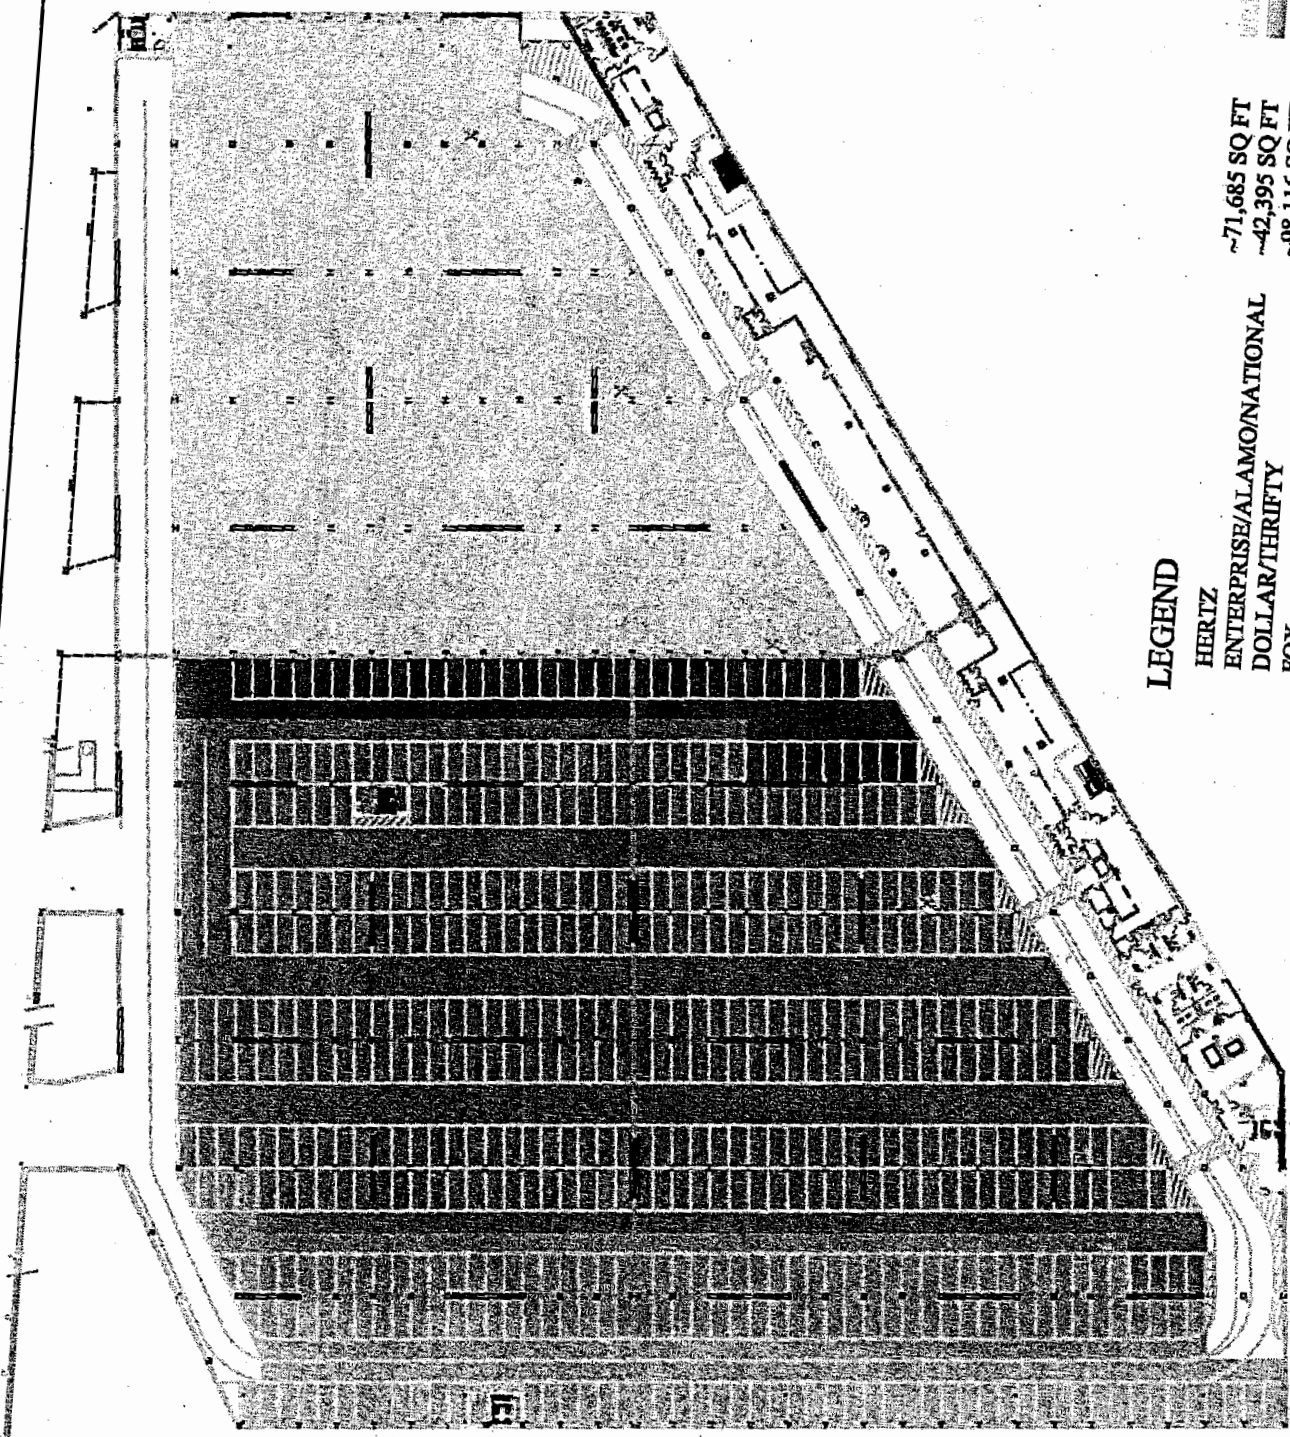 LEGEND
HERTZ ~71,685 SQ FT
ENTERPRISE/ALAMO/NATIONAL ~42,395 SQ FT
DOLLAR/THRIFTY